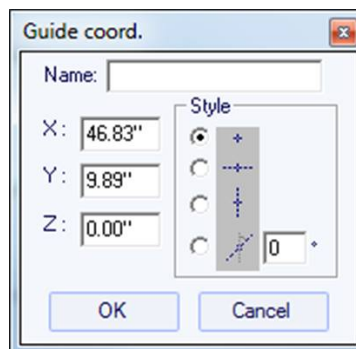 Guide coord.
Name:
Style
X: 46.83"
Y: 9.89"
Z: 0.00"
0 °
OK Cancel